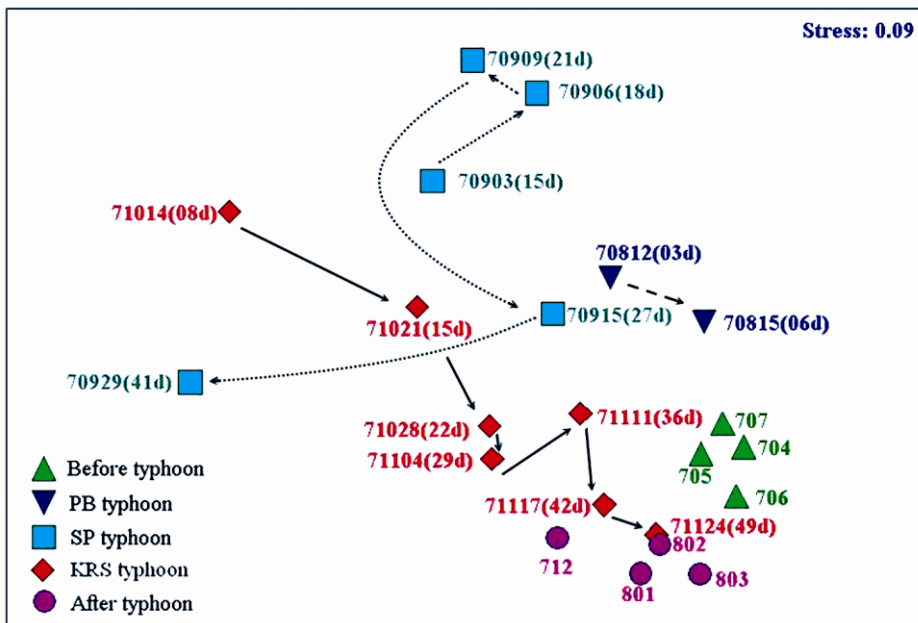 Stress: 0.09
70909(21d)
70906(18d)
70903(15d)
71014(08d)
70812(03d)
71021(15d)
70915(27d)
70815(06d)
70929(41d)
71028(22d)
71111(36d)
707
704
71104(29d)
705
Before typhoon
706
PB typhoon
71117(42d)
71124(49d)
SP typhoon
802
712
KRS typhoon
801
803
After typhoon